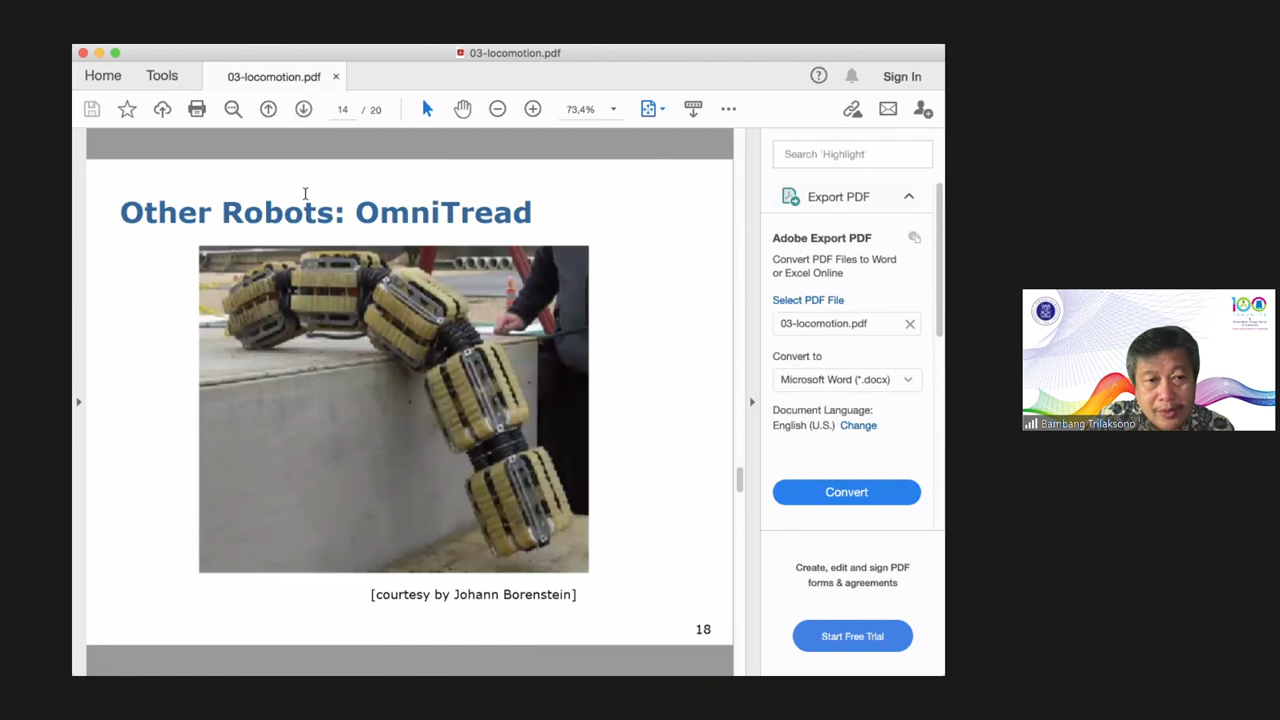 03-locomotion.pdf
Home
Tools
03-locomotion.pdf
Sign In
14 / 20
73,4%
Search 'Highlight'
Export PDF
Other Robots: OmniTread
Adobe Export PDF
Convert PDF Files to Word
or Excel Online
Select PDF File
03-locomotion.pdf
Convert to
Microsoft Word (*.docx)
Document Language:
English (U.S.) Change
Convert
[courtesy by Johann Borenstein]
18
Create, edit and sign PDF
forms & agreements
Start Free Trial
100
Bambang Trilaksono